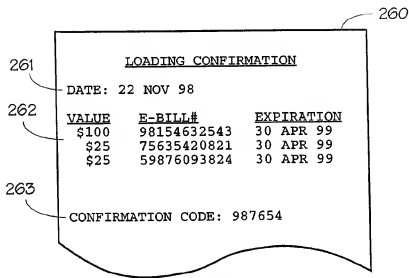 260
LOADING CONFIRMATION
261
DATE: 22 NOV 98
262
VALUE E-BILL# EXPIRATION
$100 98154632543 30 APR 99
$25 75635420821 30 APR 99
$25 59876093824 30 APR 99
263
CONFIRMATION CODE: 987654